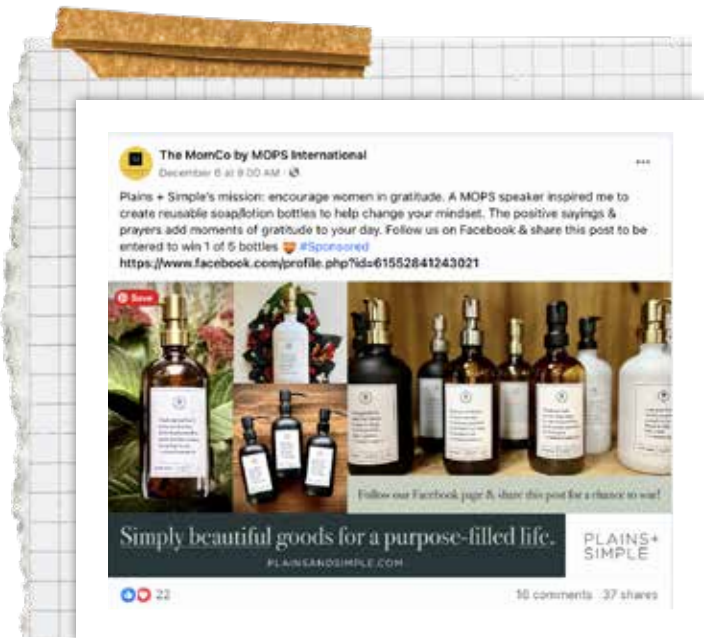 The MomCo by MOPS International
December 6 at 9:00 AM ·
Plains + Simple's mission: encourage women in gratitude. A MOPS speaker inspired me to
create reusable soap/lotion bottles to help change your mindset. The positive sayings &
prayers add moments of gratitude to your day. Follow us on Facebook & share this post to be
entered to win 1 of 5 bottles 🧡 #Sponsored
https://www.facebook.com/profile.php?id=61552841243021
Save
Follow our Facebook page & share this post for a chance to win!
Simply beautiful goods for a purpose-filled life.
PLAINSANDSIMPLE.COM
PLAINS+
SIMPLE
22
16 comments 37 shares